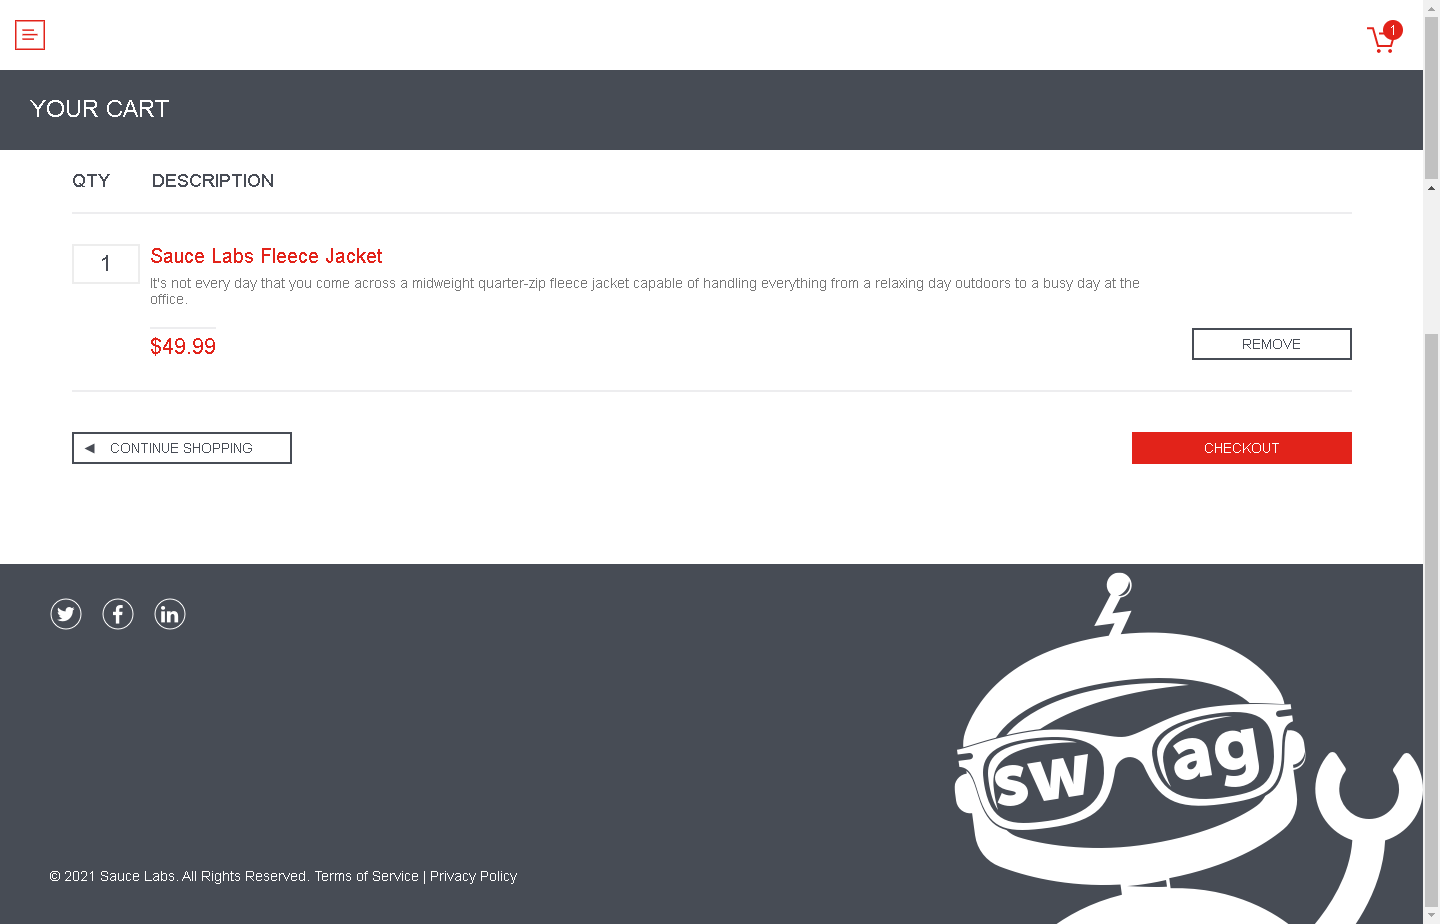 1
YOUR CART
QTY DESCRIPTION
1 Sauce Labs Fleece Jacket
It's not every day that you come across a midweight quarter-zip fleece jacket capable of handling everything from a relaxing day outdoors to a busy day at the
office.
$49.99 REMOVE
CONTINUE SHOPPING CHECKOUT
sw ag
© 2021 Sauce Labs. All Rights Reserved. Terms of Service | Privacy Policy